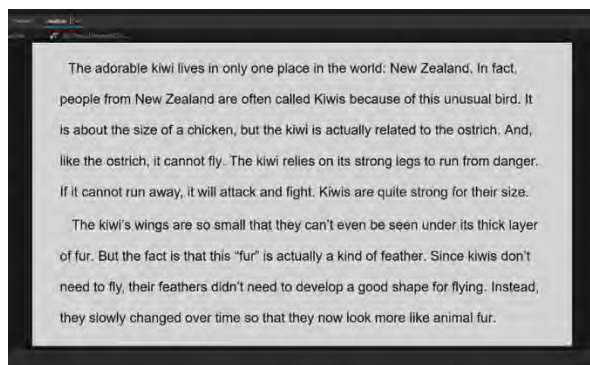 The adorable kiwi lives in only one place in the world: New Zealand. In fact,
people from New Zealand are often called Kiwis because of this unusual bird. It
is about the size of a chicken, but the kiwi is actually related to the ostrich. And,
like the ostrich, it cannot fly. The kiwi relies on its strong legs to run from danger.
If it cannot run away, it will attack and fight. Kiwis are quite strong for their size.
The kiwi's wings are so small that they can't even be seen under its thick layer
of fur. But the fact is that this “fur” is actually a kind of feather. Since kiwis don't
need to fly, their feathers didn't need to develop a good shape for flying. Instead,
they slowly changed over time so that they now look more like animal fur.